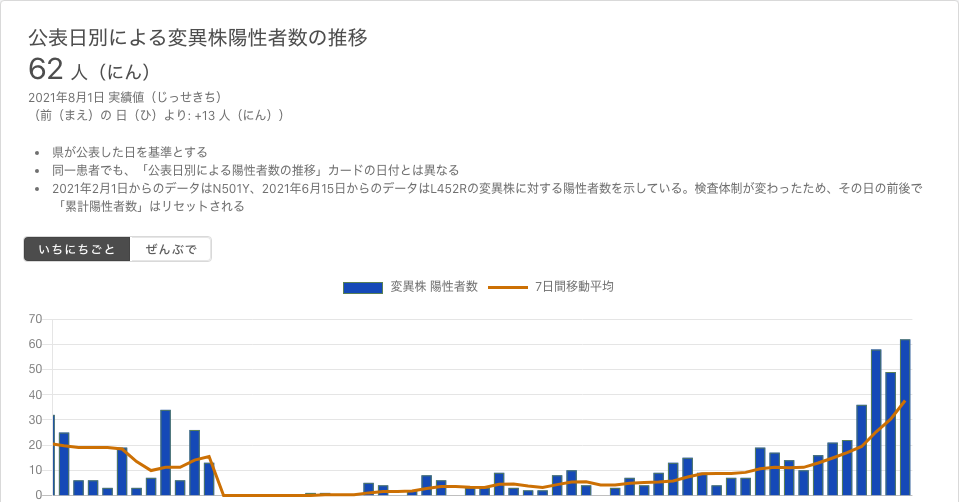 公表日別による変異株陽性者数の推移
62 人（にん）
2021年8月1日 実績値（じっせきち）
（前（まえ）の 日（ひ）より: +13 人（にん））
• 県が公表した日を基準とする
• 同一患者でも、「公表日別による陽性者数の推移」カードの日付とは異なる
• 2021年2月1日からのデータはN501Y、2021年6月15日からのデータはL452Rの変異株に対する陽性者数を示している。検査体制が変わったため、その日の前後で
「累計陽性者数」はリセットされる
いちにちごと ぜんぶで
変異株 陽性者数 7日間移動平均
70
60
50
40
30
20
10
0